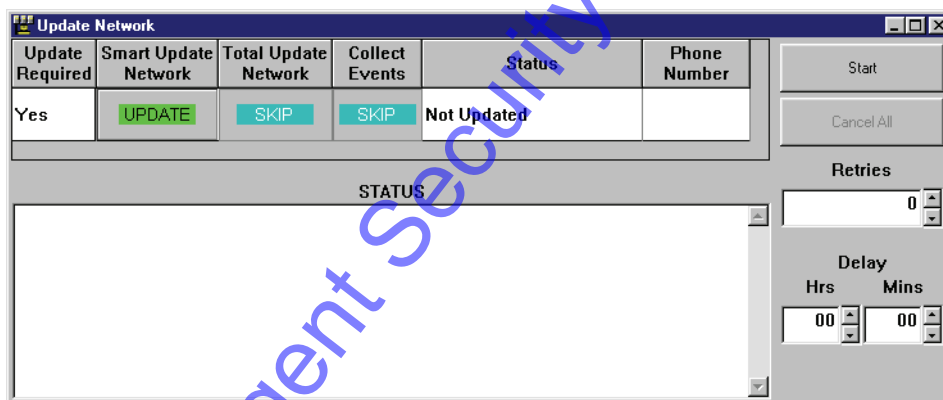 Update Network
Update Required
Smart Update Network
Total Update Network
Collect Events
Status
Phone Number
Yes
UPDATE
SKIP
SKIP
Not Updated
Start
Cancel All
Retries
0
STATUS
Delay
Hrs
Mins
00
00
gent Security